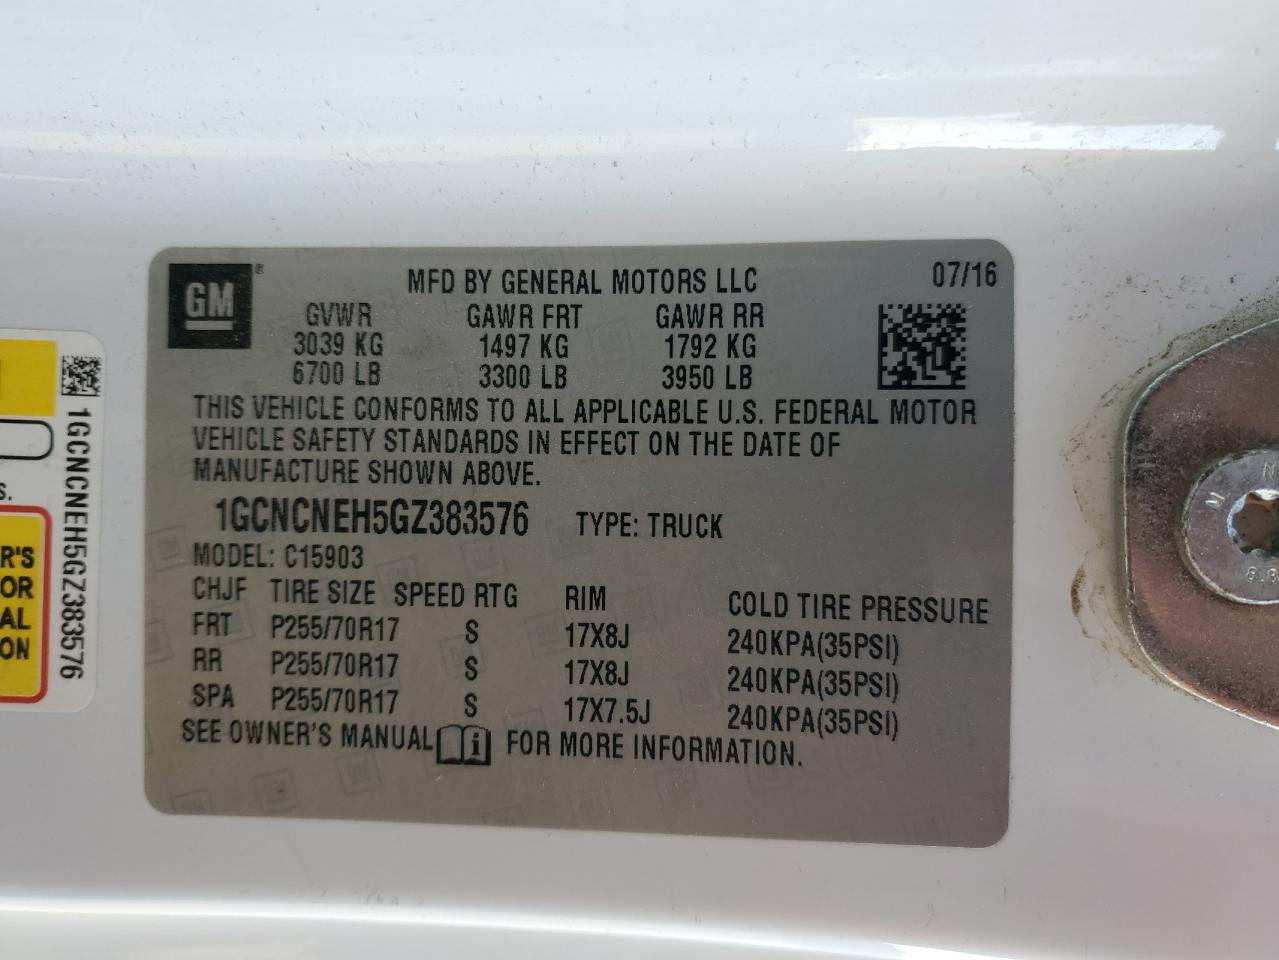 GM
MFD BY GENERAL MOTORS LLC
07/16
GVWR GAWR FRT GAWR RR
3039 KG 1497 KG 1792 KG
6700 LB 3300 LB 3950 LB
THIS VEHICLE CONFORMS TO ALL APPLICABLE U.S. FEDERAL MOTOR
VEHICLE SAFETY STANDARDS IN EFFECT ON THE DATE OF
MANUFACTURE SHOWN ABOVE.
1GCNCNEH5GZ383576 TYPE: TRUCK
MODEL: C15903
CHJF TIRE SIZE SPEED RTG RIM COLD TIRE PRESSURE
FRT P255/70R17 S 17X8J 240KPA(35PSI)
RR P255/70R17 S 17X8J 240KPA(35PSI)
SPA P255/70R17 S 17X7.5J 240KPA(35PSI)
SEE OWNER'S MANUAL i FOR MORE INFORMATION.
1GCNCNEH5GZ383576
S.
R'S
OR
AL
ON
M N
8.8